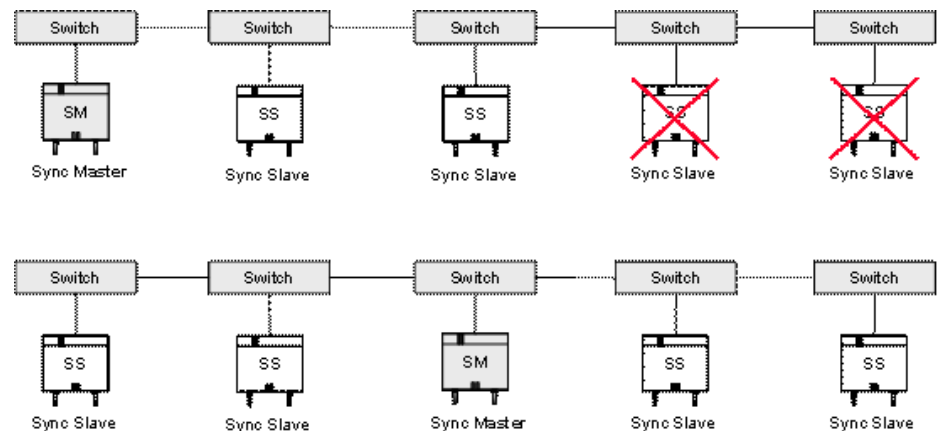 Switch Switch Switch Switch Switch
SM SS SS SS SS
Sync Master Sync Slave Sync Slave Sync Slave Sync Slave
Switch Switch Switch Switch Switch
SS SS SM SS SS
Sync Slave Sync Slave Sync Master Sync Slave Sync Slave